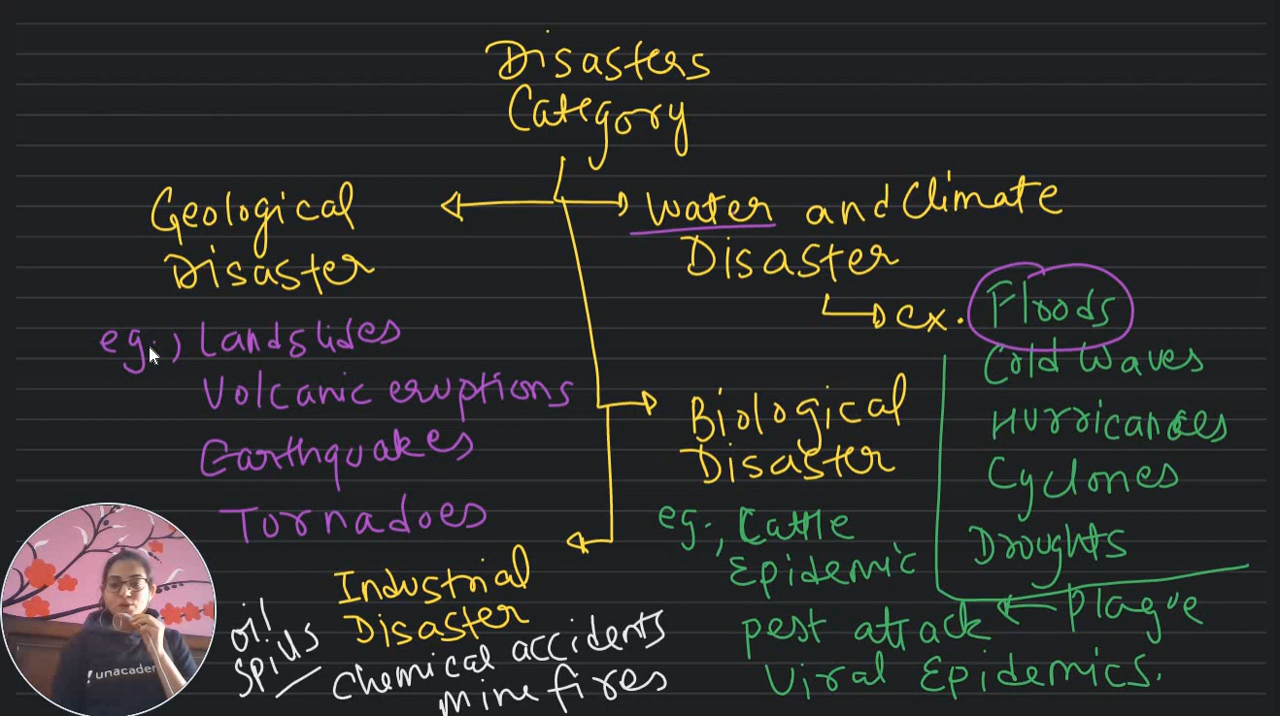 Disasters
Category
Geological
Disaster
eg., Landslides
Volcanic eruptions
Earthquakes
Tornadoes
Water and Climate
Disaster
ex. Floods
Cold Waves
Hurricanes
Cyclones
Droughts
Biological
Disaster
eg., Cattle
Epidemic
pest attack
Plague
Viral Epidemics.
Industrial
Disaster
oil
spills
Chemical accidents
mine fires
unacadem